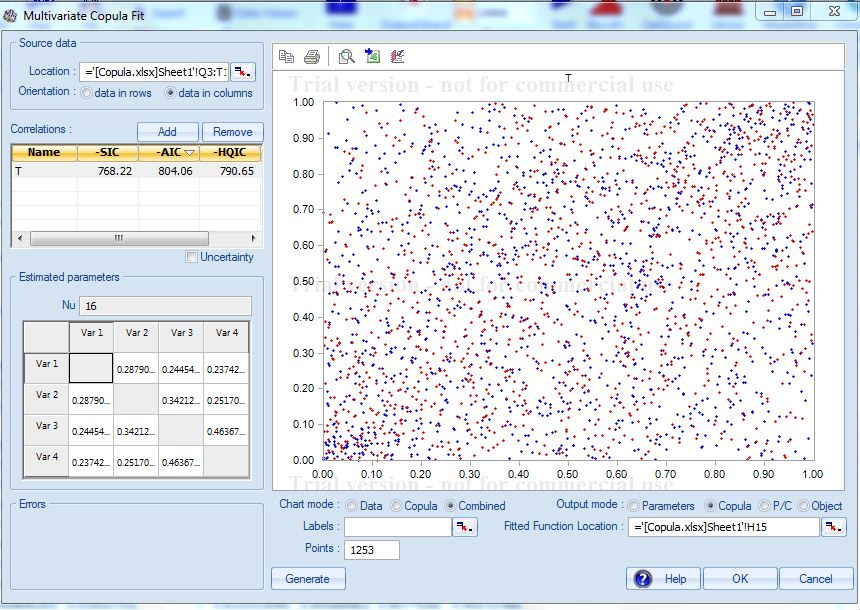 Multivariate Copula Fit
Source data
Location : ='[Copula.xlsx]Sheet1'!Q3:T
Orientation : data in rows data in columns
Correlations : Add Remove
Name -SIC -AIC -HQIC
T 768.22 804.06 790.65
Uncertainty
Estimated parameters
Nu 16
Var 1 Var 2 Var 3 Var 4
Var 1 0.28790... 0.24454... 0.23742...
Var 2 0.28790... 0.34212... 0.25170...
Var 3 0.24454... 0.34212... 0.46367...
Var 4 0.23742... 0.25170... 0.46367...
Errors
Trial version - not for commercial use
T
1.00
0.90
0.80
0.70
0.60
0.50
Trial version - not for commercial use
0.40
0.30
0.20
0.10
0.00
0.00 0.10 0.20 0.30 0.40 0.50 0.60 0.70 0.80 0.90 1.00
Trial version - not for commercial use
Chart mode : Data Copula Combined Output mode : Parameters Copula P/C Object
Labels : Fitted Function Location : ='[Copula.xlsx]Sheet1'!H15
Points : 1253
Generate Help OK Cancel